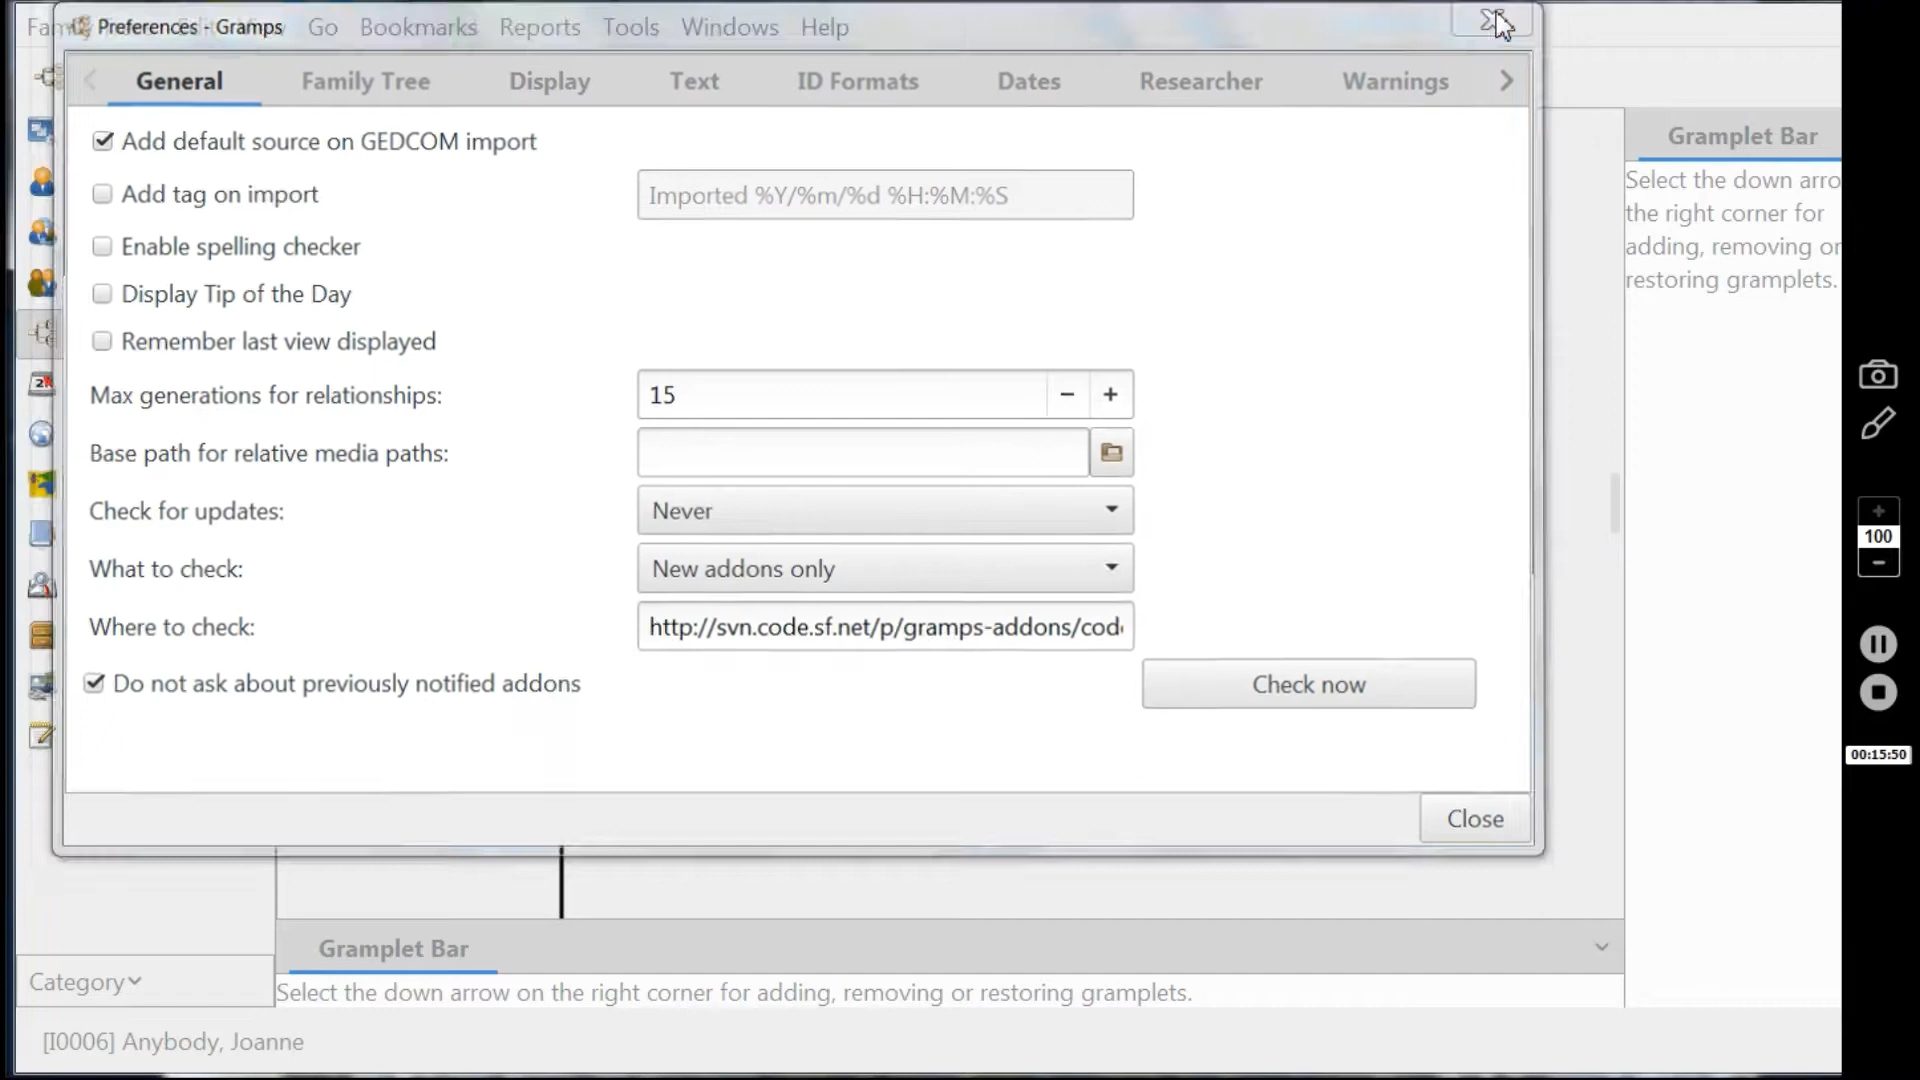 Preferences - Gramps
Go Bookmarks Reports Tools Windows Help
General Family Tree Display Text ID Formats Dates Researcher Warnings
Add default source on GEDCOM import
Add tag on import
Imported %Y/%m/%d %H:%M:%S
Enable spelling checker
Display Tip of the Day
Remember last view displayed
Max generations for relationships:
15 − +
Base path for relative media paths:
Check for updates:
Never
What to check:
New addons only
Where to check:
http://svn.code.sf.net/p/gramps-addons/cod
Do not ask about previously notified addons
Check now
Close
Gramplet Bar
Select the down arro
the right corner for
adding, removing or
restoring gramplets.
+
100
−
00:15:50
Gramplet Bar
Category
Select the down arrow on the right corner for adding, removing or restoring gramplets.
[I0006] Anybody, Joanne